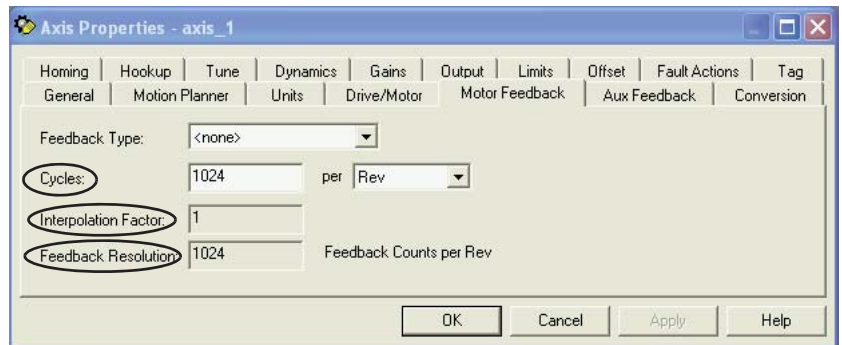 Axis Properties - axis_1
Homing Hookup Tune Dynamics Gains Output Limits Offset Fault Actions Tag
General Motion Planner Units Drive/Motor Motor Feedback Aux Feedback Conversion
Feedback Type: <none>
Cycles: 1024 per Rev
Interpolation Factor: 1
Feedback Resolution: 1024 Feedback Counts per Rev
OK Cancel Apply Help